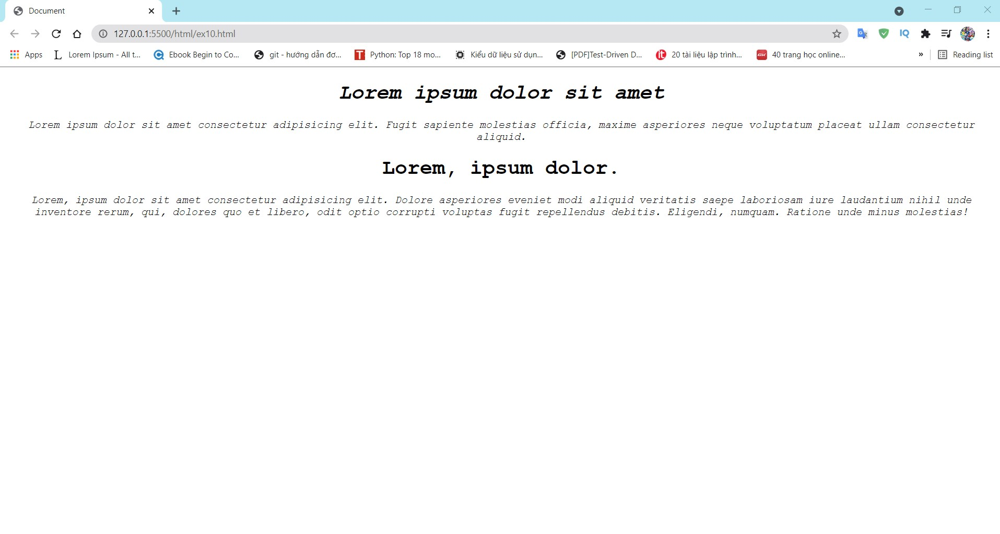 Document
127.0.0.1:5500/html/ex10.html
Apps
Lorem Ipsum - All t...
Ebook Begin to Co...
git - hướng dẫn đơ...
Python: Top 18 mo...
Kiểu dữ liệu sử dụn...
[PDF]Test-Driven D...
20 tài liệu lập trình...
40 trang học online...
»
Reading list
Lorem ipsum dolor sit amet
Lorem ipsum dolor sit amet consectetur adipisicing elit. Fugit sapiente molestias officia, maxime asperiores neque voluptatum placeat ullam consectetur
aliquid.
Lorem, ipsum dolor.
Lorem, ipsum dolor sit amet consectetur adipisicing elit. Dolore asperiores eveniet modi aliquid veritatis saepe laboriosam iure laudantium nihil unde
inventore rerum, qui, dolores quo et libero, odit optio corrupti voluptas fugit repellendus debitis. Eligendi, numquam. Ratione unde minus molestias!